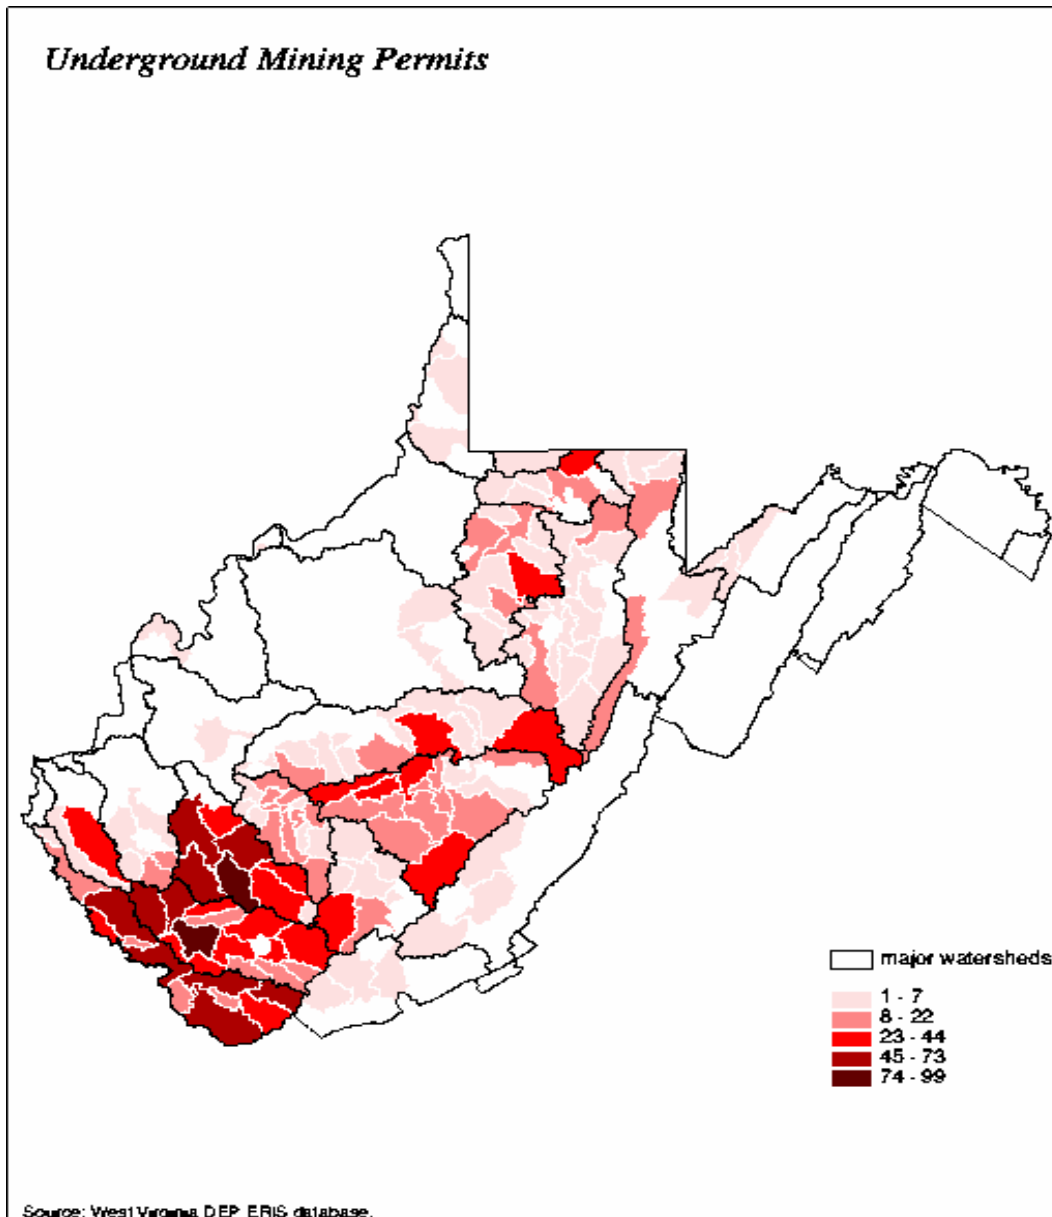 Underground Mining Permits
major watersheds
1 - 7
8 - 22
23 - 44
45 - 73
74 - 99
Source: West Virginia DEP ERIS database.